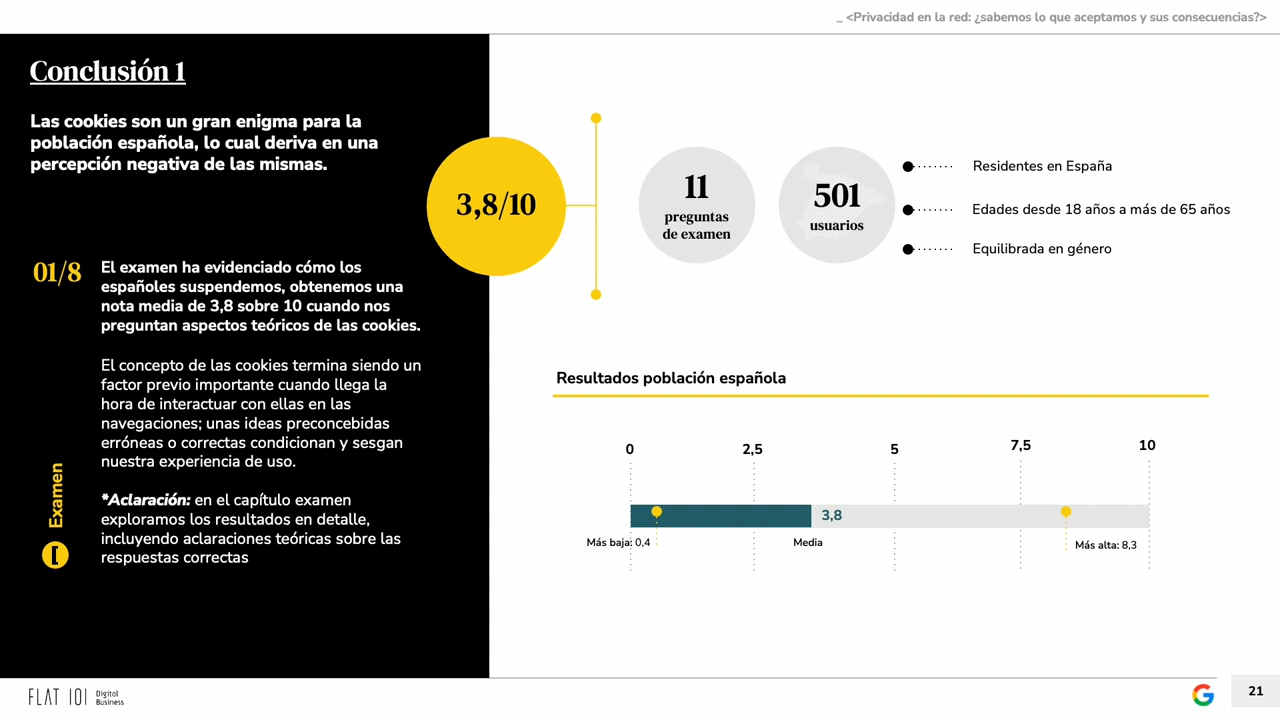 _ <Privacidad en la red: ¿sabemos lo que aceptamos y sus consecuencias?>
Conclusión 1
Las cookies son un gran enigma para la
población española, lo cual deriva en una
percepción negativa de las mismas.
01/8
El examen ha evidenciado cómo los
españoles suspendemos, obtenemos una
nota media de 3,8 sobre 10 cuando nos
preguntan aspectos teóricos de las cookies.
El concepto de las cookies termina siendo un
factor previo importante cuando llega la
hora de interactuar con ellas en las
navegaciones; unas ideas preconcebidas
erróneas o correctas condicionan y sesgan
nuestra experiencia de uso.
*Aclaración: en el capítulo examen
exploramos los resultados en detalle,
incluyendo aclaraciones teóricas sobre las
respuestas correctas
[ Examen
3,8/10
11
preguntas
de examen
501
usuarios
Residentes en España
Edades desde 18 años a más de 65 años
Equilibrada en género
Resultados población española
0 2,5 5 7,5 10
3,8
Más baja: 0,4 Media Más alta: 8,3
FLAT 101 Digital
Business
G
21